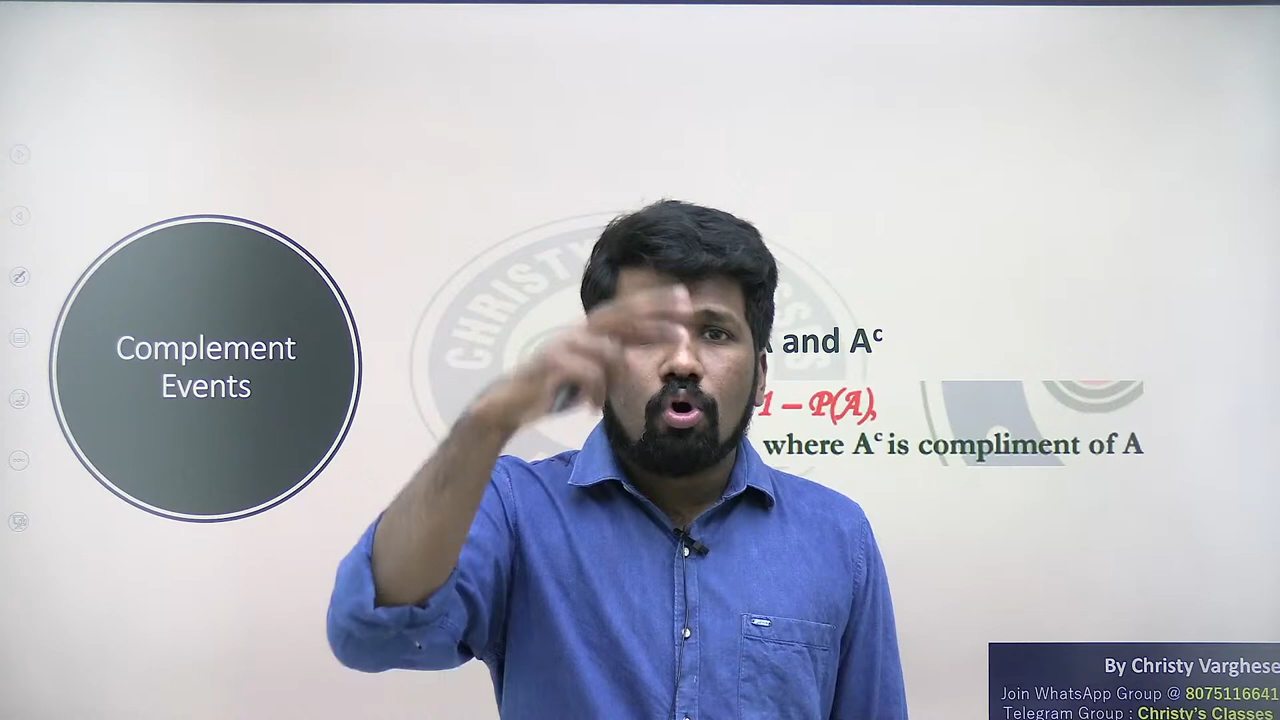 Complement
Events
CHRISTY
and Aᶜ
1 – P(A),
where Aᶜ is compliment of A
By Christy Varghese
Join WhatsApp Group @ 8075116641
Telegram Group : Christy's Classes